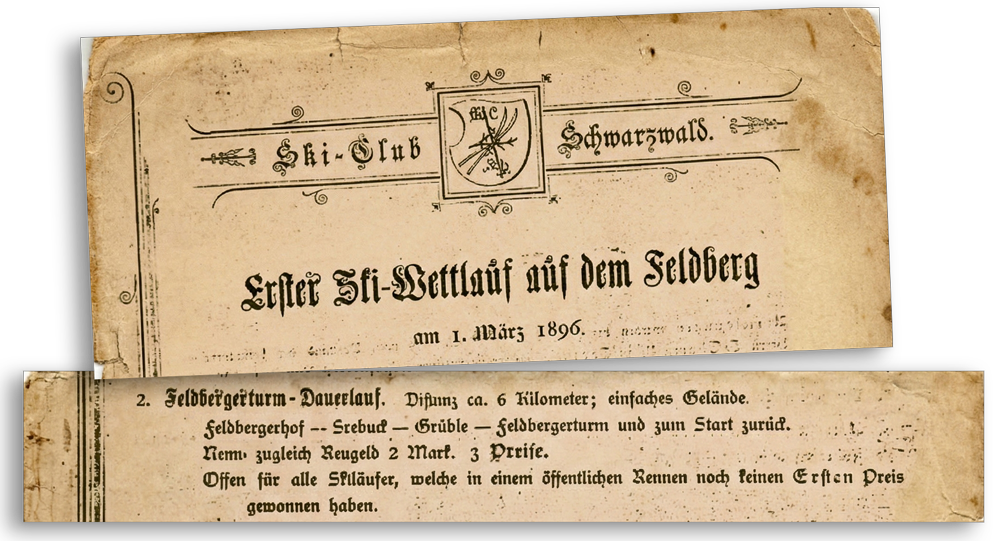 Ski-Club Schwarzwald.
Erster Ski-Wettlauf auf dem Feldberg
am 1. März 1896.
2. Feldbergerturm-Dauerlauf. Distanz ca. 6 Kilometer; einfaches Gelände.
Feldbergerhof -- Seebuck — Grüble — Feldbergerturm und zum Start zurück.
Nenn- zugleich Reugeld 2 Mark. 3 Preise.
Offen für alle Skiläufer, welche in einem öffentlichen Rennen noch keinen Ersten Preis
gewonnen haben.